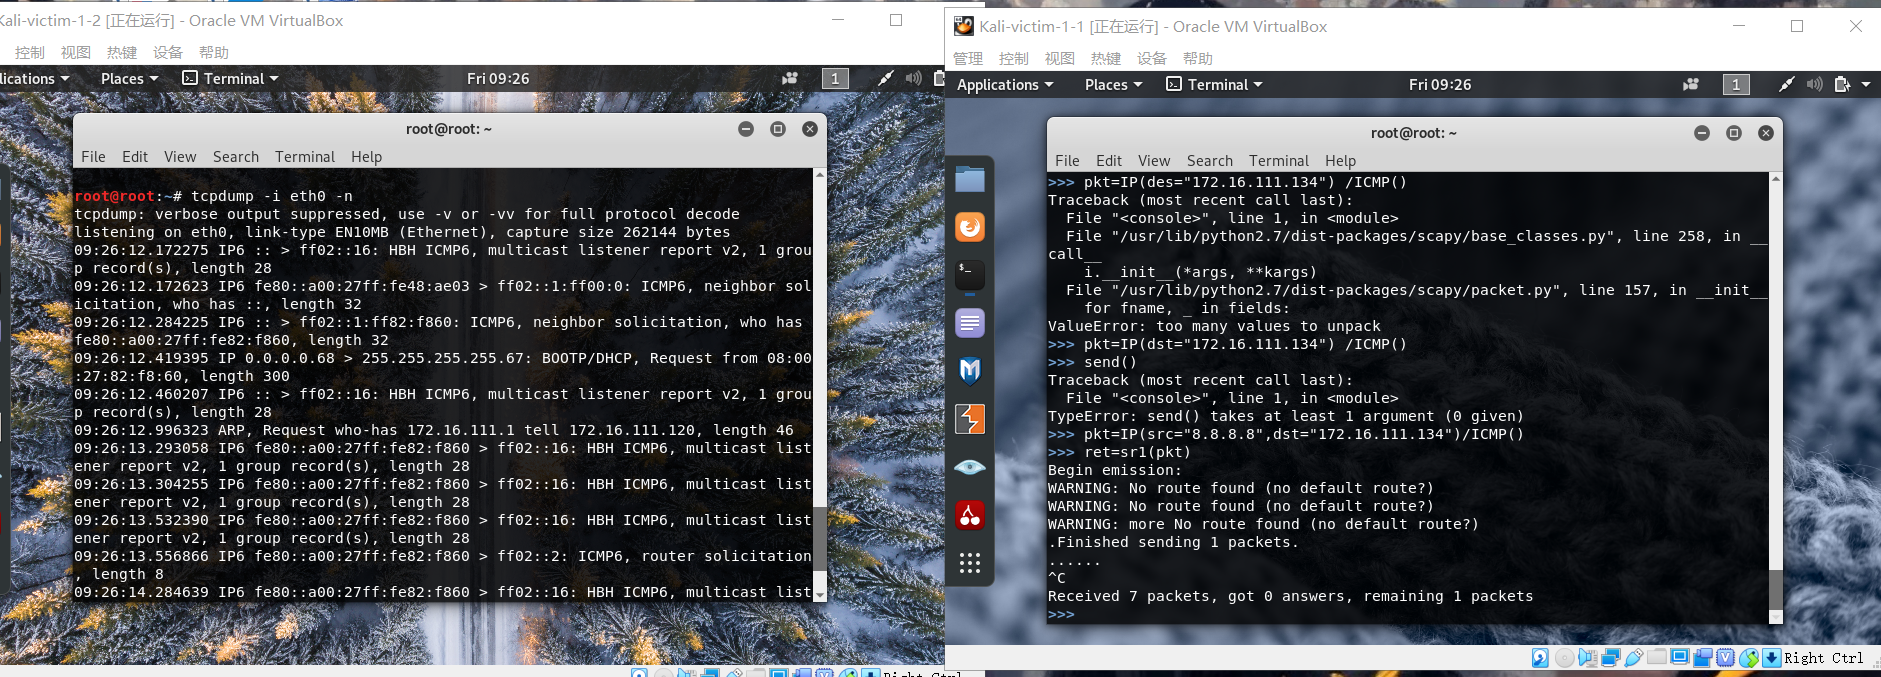 Kali-victim-1-2 [正在运行] - Oracle VM VirtualBox
控制 视图 热键 设备 帮助
ications Places Terminal Fri 09:26 1
root@root: ~
File Edit View Search Terminal Help
root@root:~# tcpdump -i eth0 -n
tcpdump: verbose output suppressed, use -v or -vv for full protocol decode
listening on eth0, link-type EN10MB (Ethernet), capture size 262144 bytes
09:26:12.172275 IP6 :: > ff02::16: HBH ICMP6, multicast listener report v2, 1 grou
p record(s), length 28
09:26:12.172623 IP6 fe80::a00:27ff:fe48:ae03 > ff02::1:ff00:0: ICMP6, neighbor sol
icitation, who has ::, length 32
09:26:12.284225 IP6 :: > ff02::1:ff82:f860: ICMP6, neighbor solicitation, who has
fe80::a00:27ff:fe82:f860, length 32
09:26:12.419395 IP 0.0.0.0.68 > 255.255.255.255.67: BOOTP/DHCP, Request from 08:00
:27:82:f8:60, length 300
09:26:12.460207 IP6 :: > ff02::16: HBH ICMP6, multicast listener report v2, 1 grou
p record(s), length 28
09:26:12.996323 ARP, Request who-has 172.16.111.1 tell 172.16.111.120, length 46
09:26:13.293058 IP6 fe80::a00:27ff:fe82:f860 > ff02::16: HBH ICMP6, multicast list
ener report v2, 1 group record(s), length 28
09:26:13.304255 IP6 fe80::a00:27ff:fe82:f860 > ff02::16: HBH ICMP6, multicast list
ener report v2, 1 group record(s), length 28
09:26:13.532390 IP6 fe80::a00:27ff:fe82:f860 > ff02::16: HBH ICMP6, multicast list
ener report v2, 1 group record(s), length 28
09:26:13.556866 IP6 fe80::a00:27ff:fe82:f860 > ff02::2: ICMP6, router solicitation
, length 8
09:26:14.284639 IP6 fe80::a00:27ff:fe82:f860 > ff02::16: HBH ICMP6, multicast list
Right Ctrl
Kali-victim-1-1 [正在运行] - Oracle VM VirtualBox
管理 控制 视图 热键 设备 帮助
Applications Places Terminal Fri 09:26 1
root@root: ~
File Edit View Search Terminal Help
>>> pkt=IP(des="172.16.111.134") /ICMP()
Traceback (most recent call last):
File "<console>", line 1, in <module>
File "/usr/lib/python2.7/dist-packages/scapy/base_classes.py", line 258, in __
call__
i.__init__(*args, **kargs)
File "/usr/lib/python2.7/dist-packages/scapy/packet.py", line 157, in __init__
for fname, _ in fields:
ValueError: too many values to unpack
>>> pkt=IP(dst="172.16.111.134") /ICMP()
>>> send()
Traceback (most recent call last):
File "<console>", line 1, in <module>
TypeError: send() takes at least 1 argument (0 given)
>>> pkt=IP(src="8.8.8.8",dst="172.16.111.134")/ICMP()
>>> ret=sr1(pkt)
Begin emission:
WARNING: No route found (no default route?)
WARNING: No route found (no default route?)
WARNING: more No route found (no default route?)
.Finished sending 1 packets.
......
^C
Received 7 packets, got 0 answers, remaining 1 packets
>>>
Right Ctrl